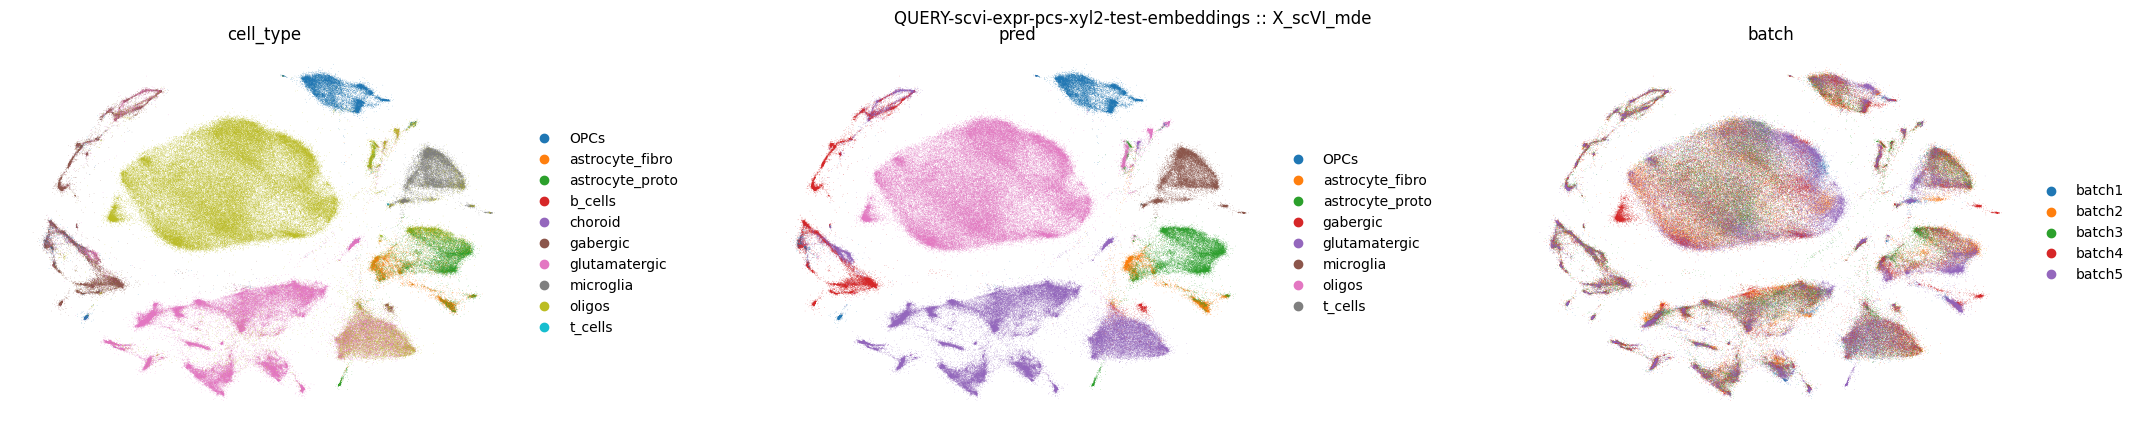 QUERY-scvi-expr-pcs-xyl2-test-embeddings :: X_scVI_mde
cell_type
OPCs
astrocyte_fibro
astrocyte_proto
b_cells
choroid
gabergic
glutamatergic
microglia
oligos
t_cells
pred
OPCs
astrocyte_fibro
astrocyte_proto
gabergic
glutamatergic
microglia
oligos
t_cells
batch
batch1
batch2
batch3
batch4
batch5